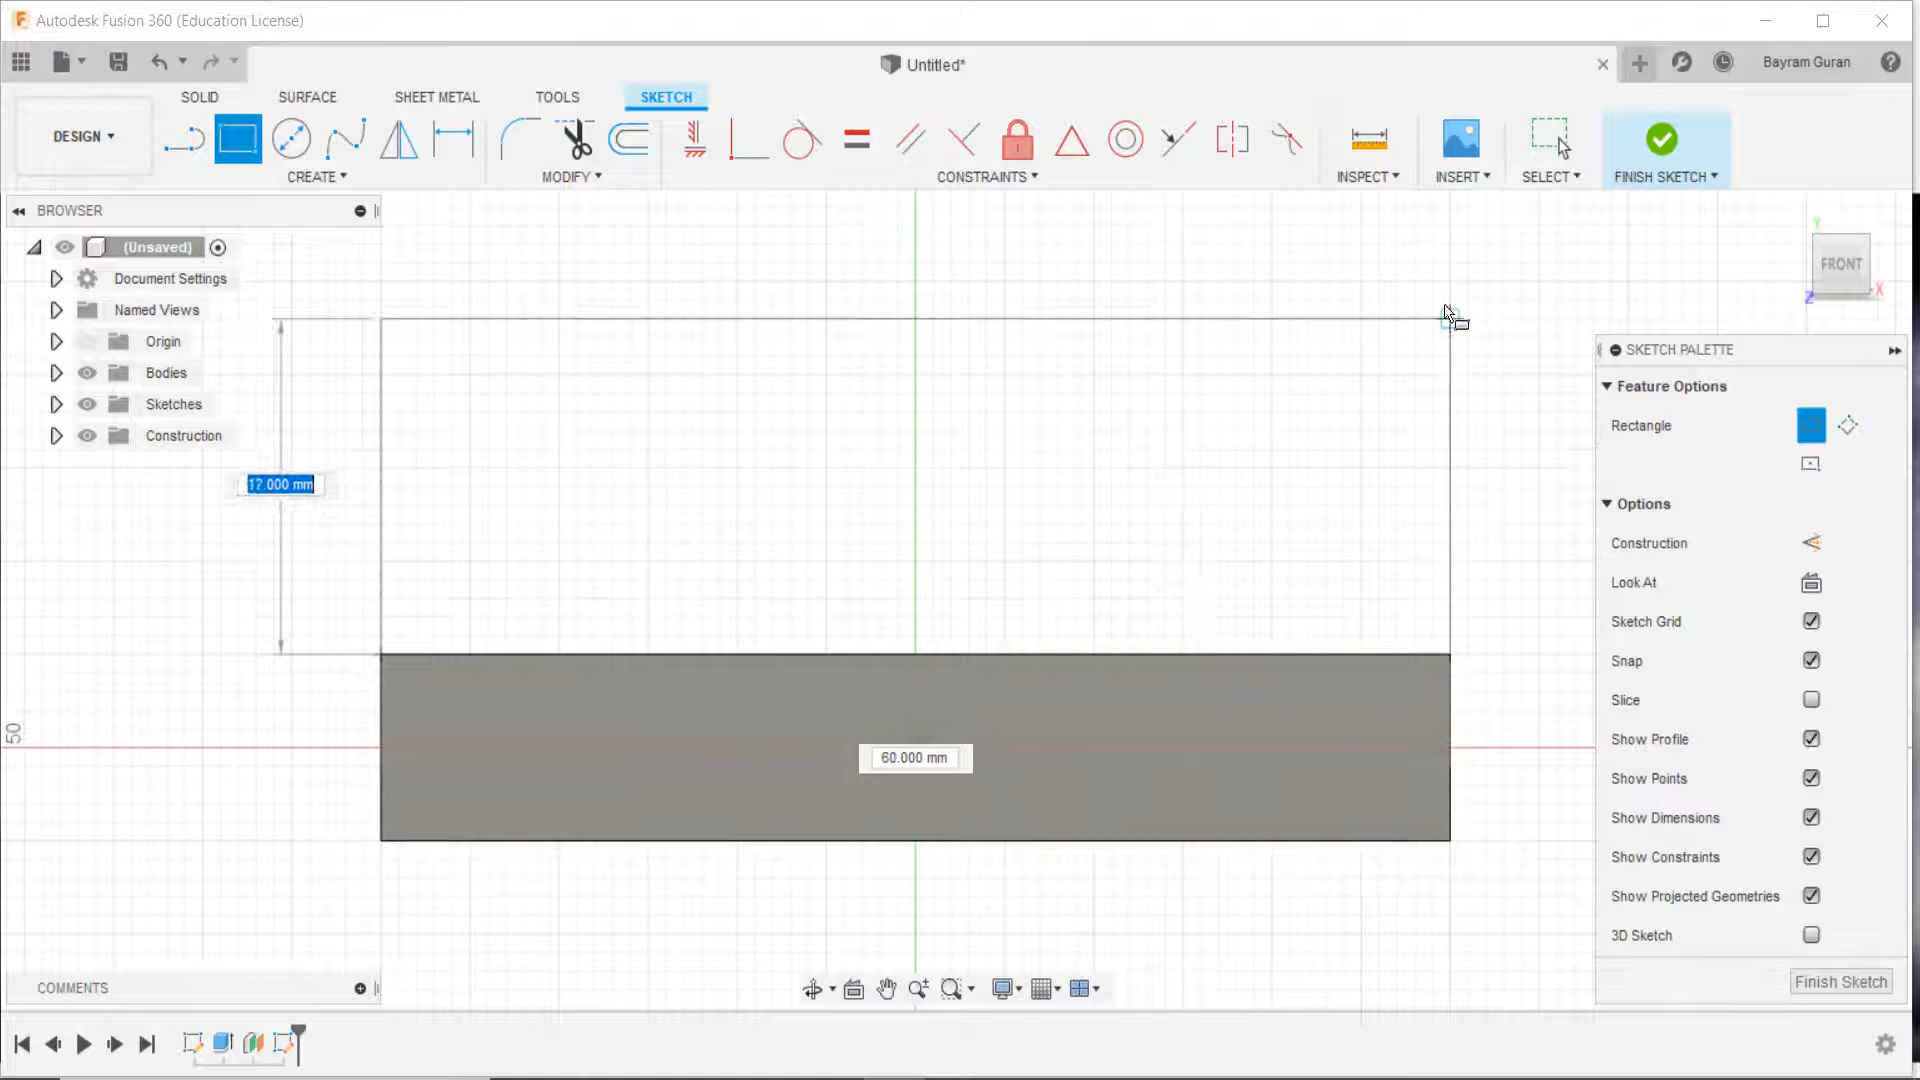 Autodesk Fusion 360 (Education License)
Untitled*
Bayram Guran
SOLID
SURFACE
SHEET METAL
TOOLS
SKETCH
DESIGN
CREATE
MODIFY
CONSTRAINTS
INSPECT
INSERT
SELECT
FINISH SKETCH
BROWSER
(Unsaved)
Document Settings
Named Views
Origin
Bodies
Sketches
Construction
Y
FRONT
X
Z
12.000 mm
60.000 mm
50
SKETCH PALETTE
Feature Options
Rectangle
Options
Construction
Look At
Sketch Grid
Snap
Slice
Show Profile
Show Points
Show Dimensions
Show Constraints
Show Projected Geometries
3D Sketch
Finish Sketch
COMMENTS